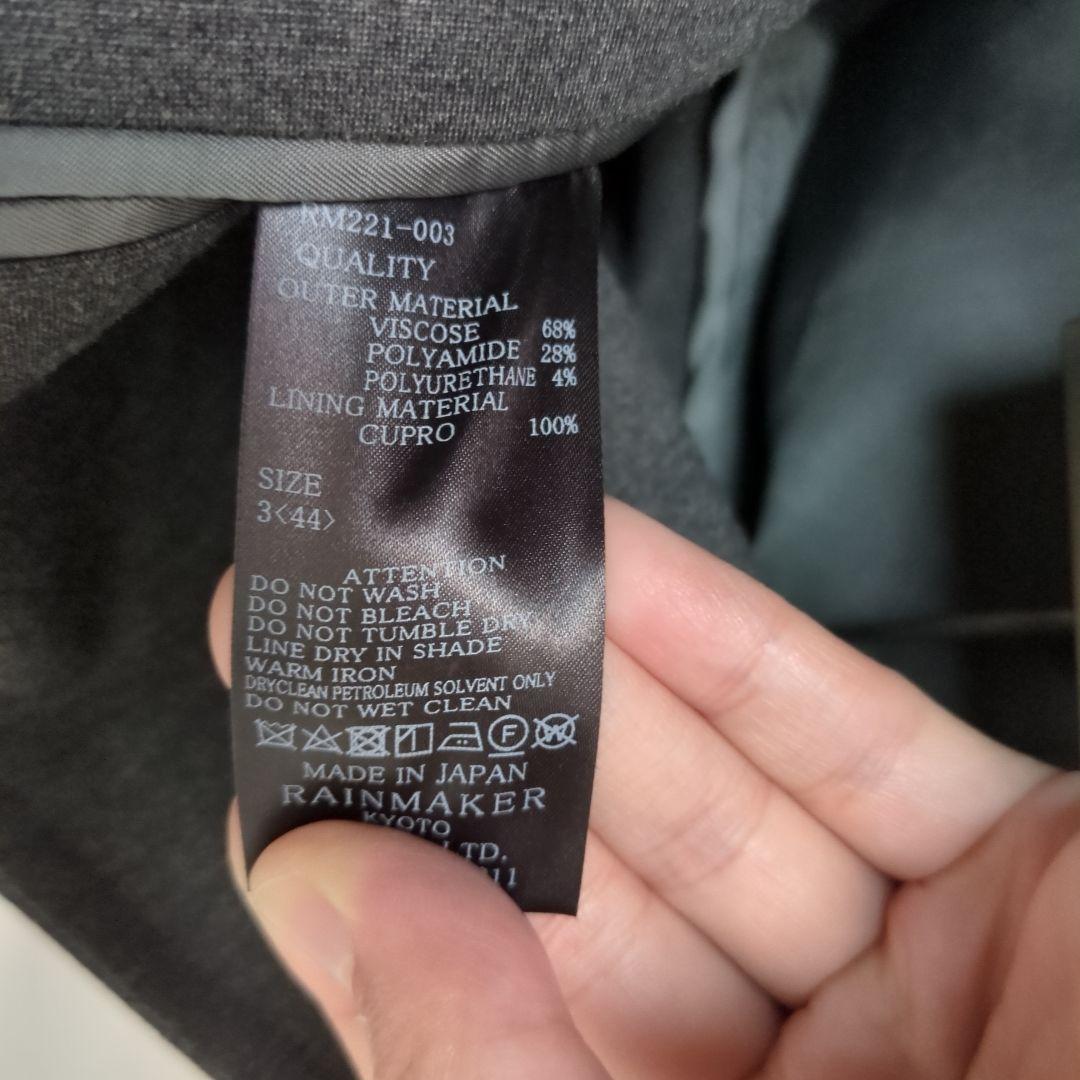 RM221-003
QUALITY
OUTER MATERIAL
VISCOSE 68%
POLYAMIDE 28%
POLYURETHANE 4%
LINING MATERIAL
CUPRO 100%
SIZE
3<44>
ATTENTION
DO NOT WASH
DO NOT BLEACH
DO NOT TUMBLE DRY
LINE DRY IN SHADE
WARM IRON
DRYCLEAN PETROLEUM SOLVENT ONLY
DO NOT WET CLEAN
F W
MADE IN JAPAN
RAINMAKER
KYOTO
LTD.